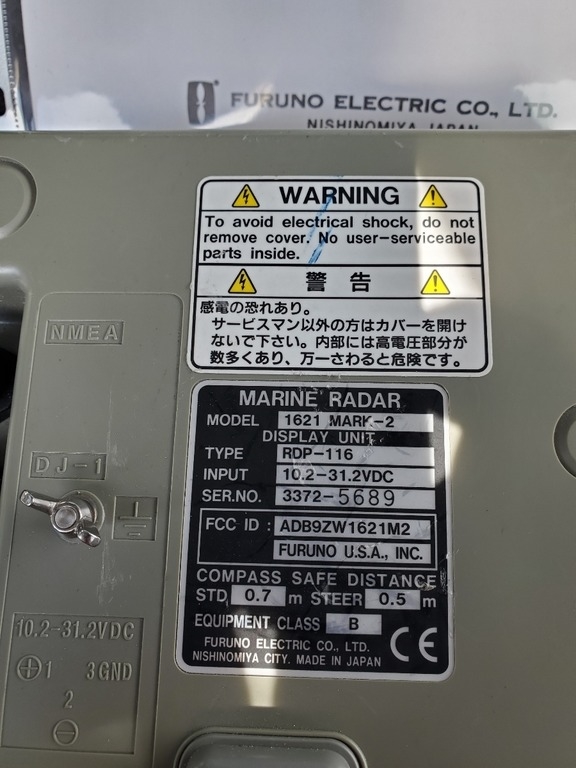 FURUNO ELECTRIC CO., LTD.
NISHINOMIYA JAPAN
WARNING
To avoid electrical shock, do not
remove cover. No user-serviceable
parts inside.
警告
感電の恐れあり。
サービスマン以外の方はカバーを開け
ないで下さい。内部には高電圧部分が
数多くあり、万一さわると危険です。
NMEA
DJ-1
10.2-31.2VDC
⊕1 3GND
2
⊖
MARINE RADAR
MODEL 1621 MARK-2
DISPLAY UNIT
TYPE RDP-116
INPUT 10.2-31.2VDC
SER.NO. 3372-5689
FCC ID : ADB9ZW1621M2
FURUNO U.S.A., INC.
COMPASS SAFE DISTANCE
STD 0.7 m STEER 0.5 m
EQUIPMENT CLASS B
FURUNO ELECTRIC CO., LTD.
NISHINOMIYA CITY. MADE IN JAPAN
CE